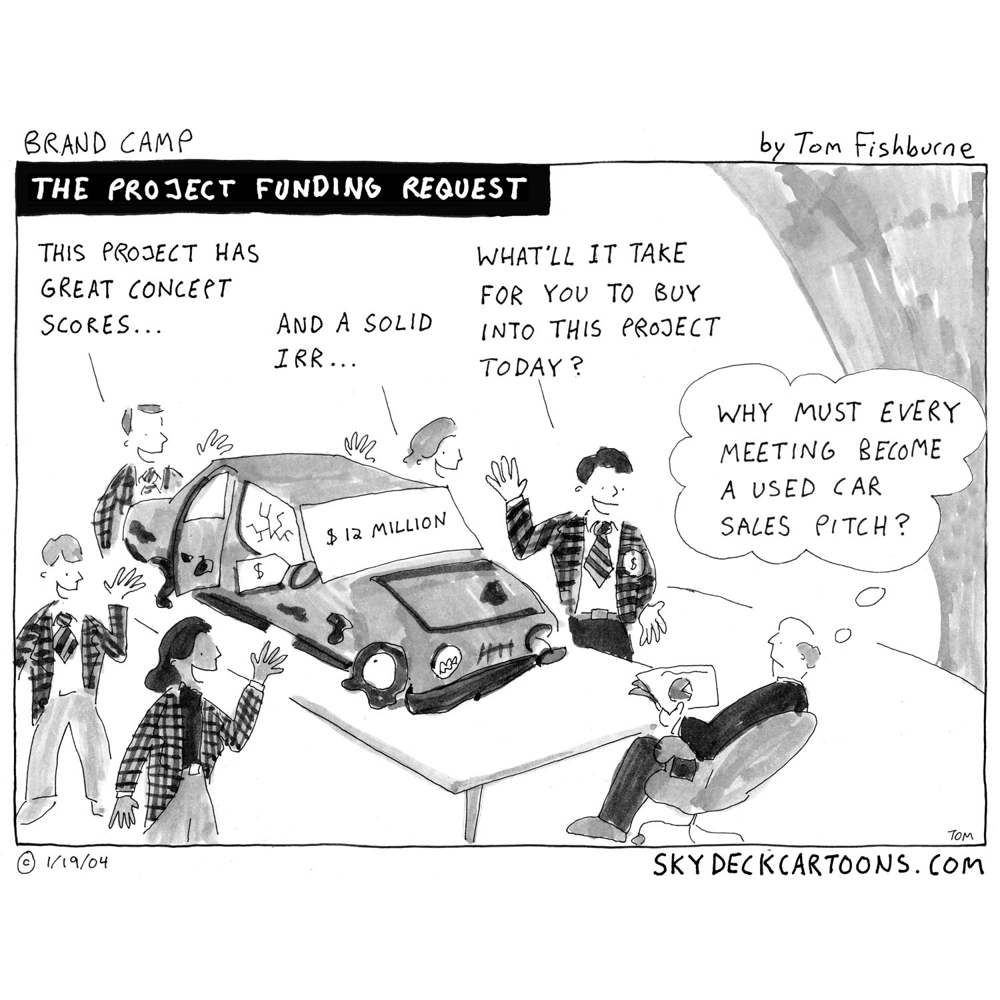 BRAND CAMP
by Tom Fishburne
THE PROJECT FUNDING REQUEST
THIS PROJECT HAS
GREAT CONCEPT
SCORES...
AND A SOLID
IRR...
WHAT'LL IT TAKE
FOR YOU TO BUY
INTO THIS PROJECT
TODAY?
WHY MUST EVERY
MEETING BECOME
A USED CAR
SALES PITCH?
$12 MILLION
$
$
TOM
© 1/19/04
SKYDECKCARTOONS.COM